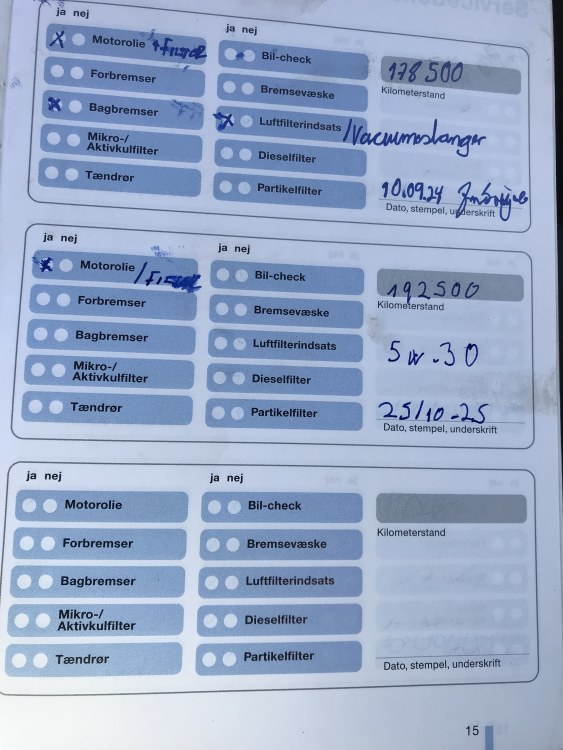 ja nej
Motorolie + Filter
Forbremser
Bagbremser
Mikro-/
Aktivkulfilter
Tændrør
ja nej
Bil-check
Bremsevæske
Luftfilterindsats /Vacuumslanger
Dieselfilter
Partikelfilter
178500
Kilometerstand
10.09.24
Dato, stempel, underskrift
ja nej
Motorolie / Filter
Forbremser
Bagbremser
Mikro-/
Aktivkulfilter
Tændrør
ja nej
Bil-check
Bremsevæske
Luftfilterindsats
Dieselfilter
Partikelfilter
192500
Kilometerstand
5w-30
25/10-25
Dato, stempel, underskrift
ja nej
Motorolie
Forbremser
Bagbremser
Mikro-/
Aktivkulfilter
Tændrør
ja nej
Bil-check
Bremsevæske
Luftfilterindsats
Dieselfilter
Partikelfilter
Kilometerstand
Dato, stempel, underskrift
15